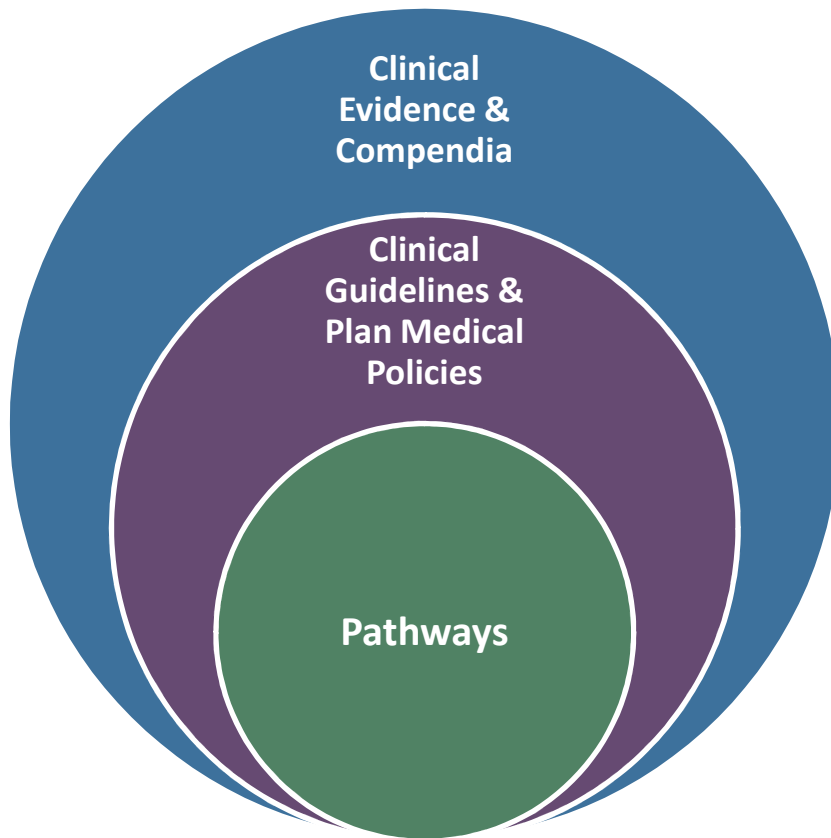 Clinical
Evidence &
Compendia
Clinical
Guidelines &
Plan Medical
Policies
Pathways